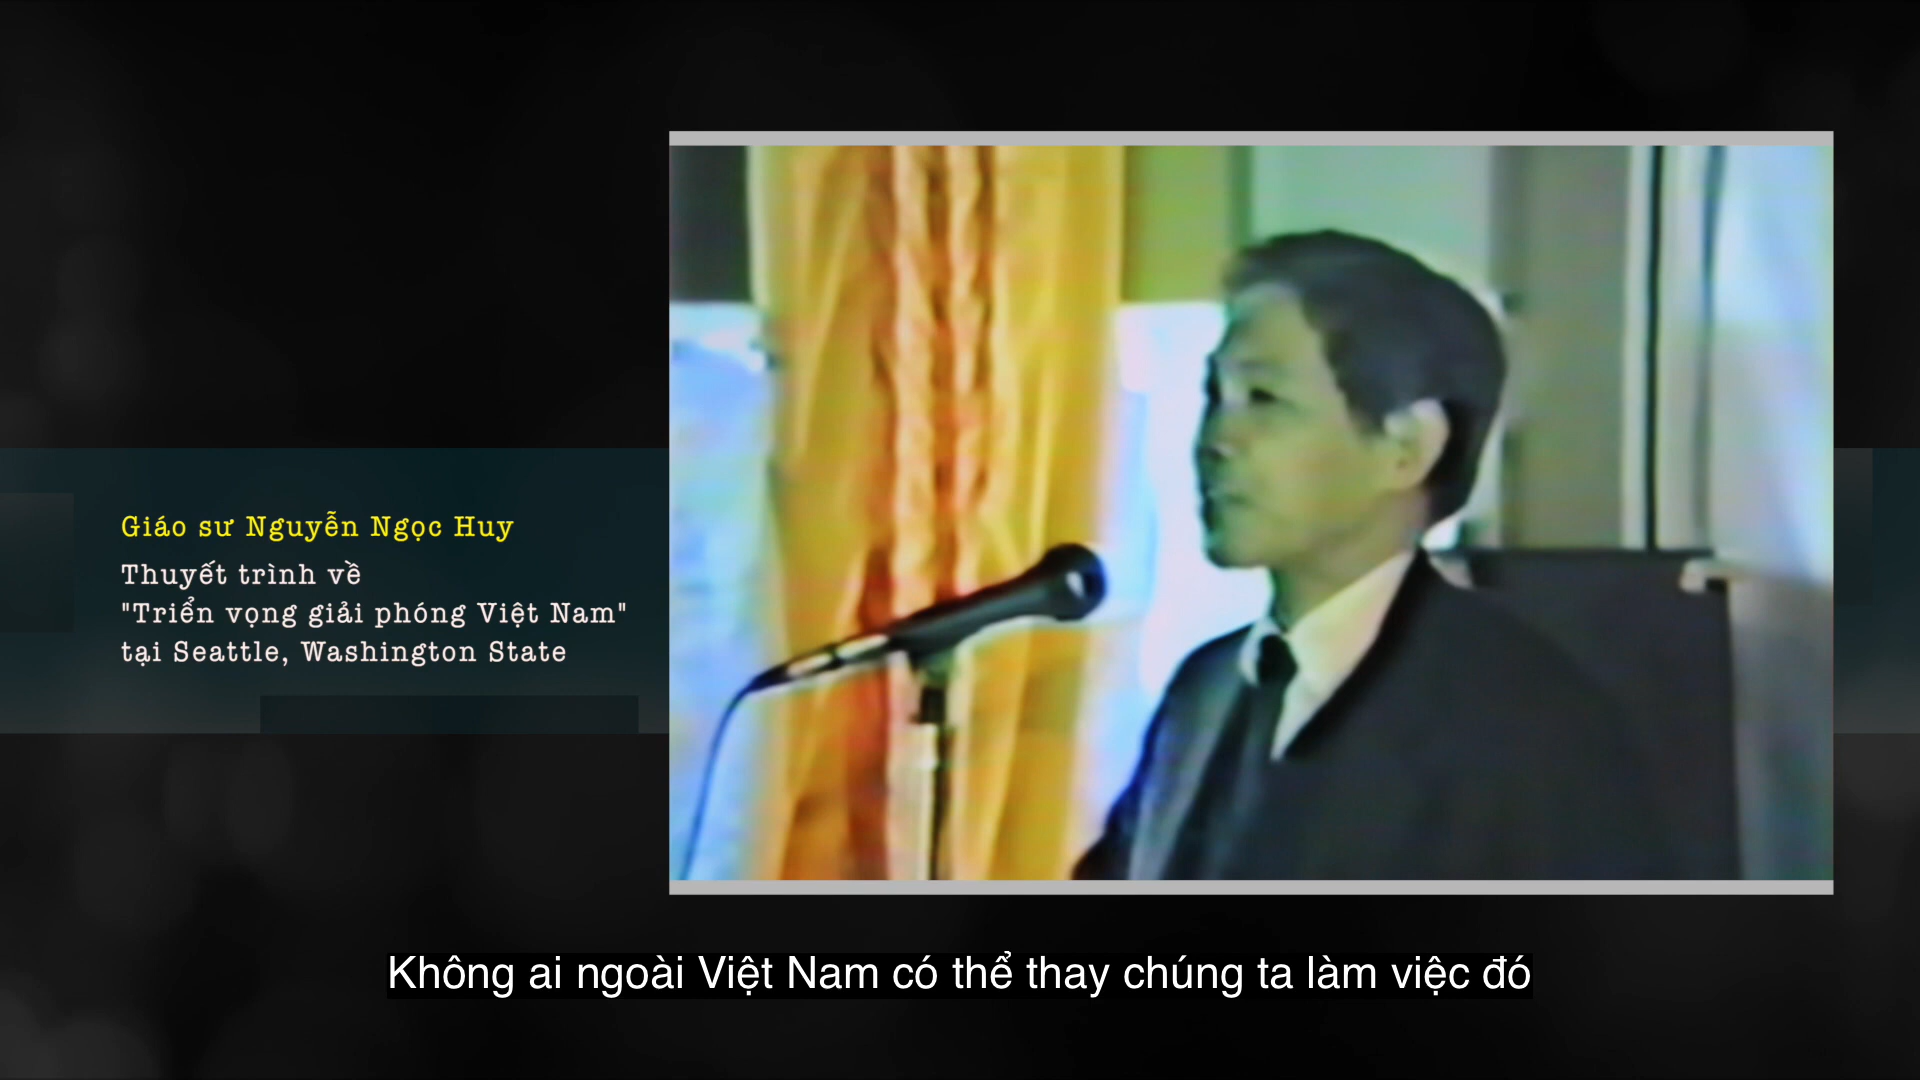 Giáo sư Nguyễn Ngọc Huy
Thuyết trình về
"Triển vọng giải phóng Việt Nam"
tại Seattle, Washington State
Không ai ngoài Việt Nam có thể thay chúng ta làm việc đó